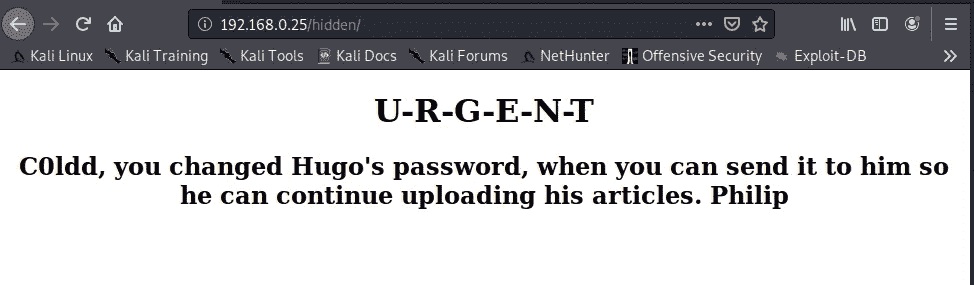 192.168.0.25/hidden/
Kali Linux Kali Training Kali Tools Kali Docs Kali Forums NetHunter Offensive Security Exploit-DB
U-R-G-E-N-T
C0ldd, you changed Hugo's password, when you can send it to him so
he can continue uploading his articles. Philip